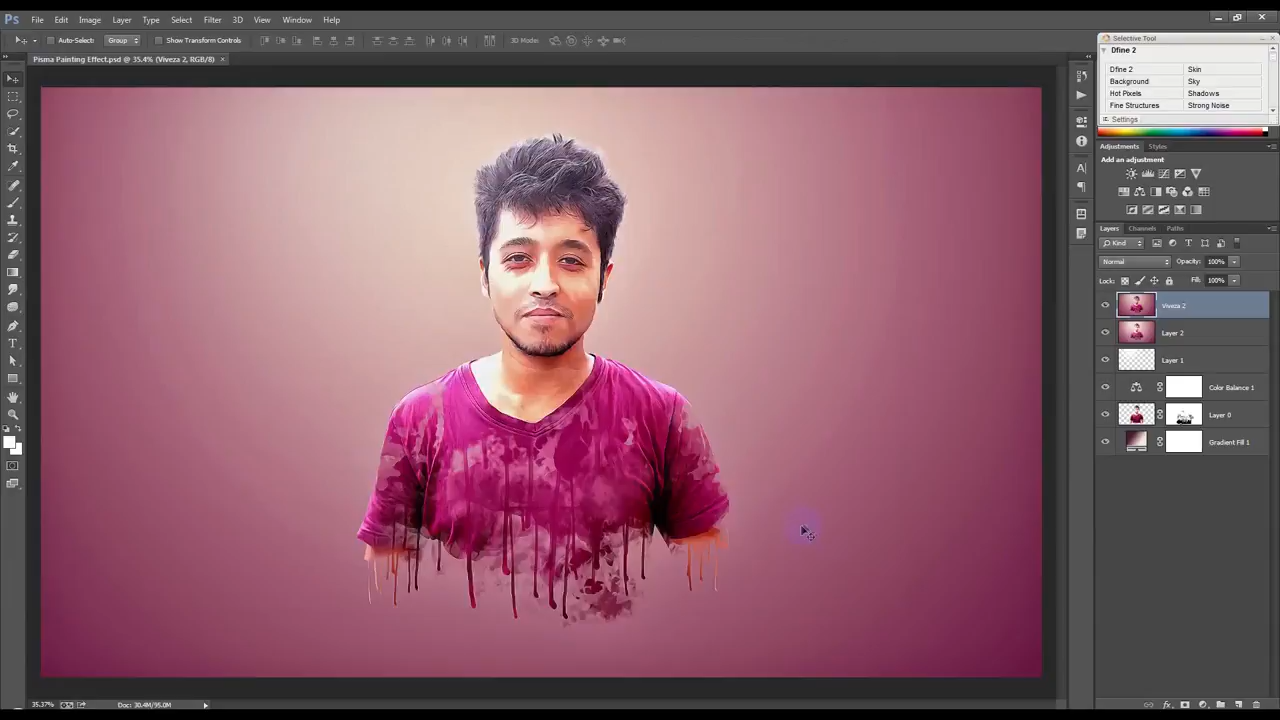 Ps File Edit Image Layer Type Select Filter 3D View Window Help
Auto-Select: Group Show Transform Controls 3D Mode:
Pisma Painting Effect.psd @ 35.4% (Viveza 2, RGB/8) ×
Selective Tool
Dfine 2
Dfine 2 Skin
Background Sky
Hot Pixels Shadows
Fine Structures Strong Noise
Settings
Adjustments Styles
Add an adjustment
Layers Channels Paths
Kind
Normal Opacity: 100%
Lock: Fill: 100%
Viveza 2
Layer 2
Layer 1
Color Balance 1
Layer 0
Gradient Fill 1
35.37% Doc: 30.4M/95.0M
fx